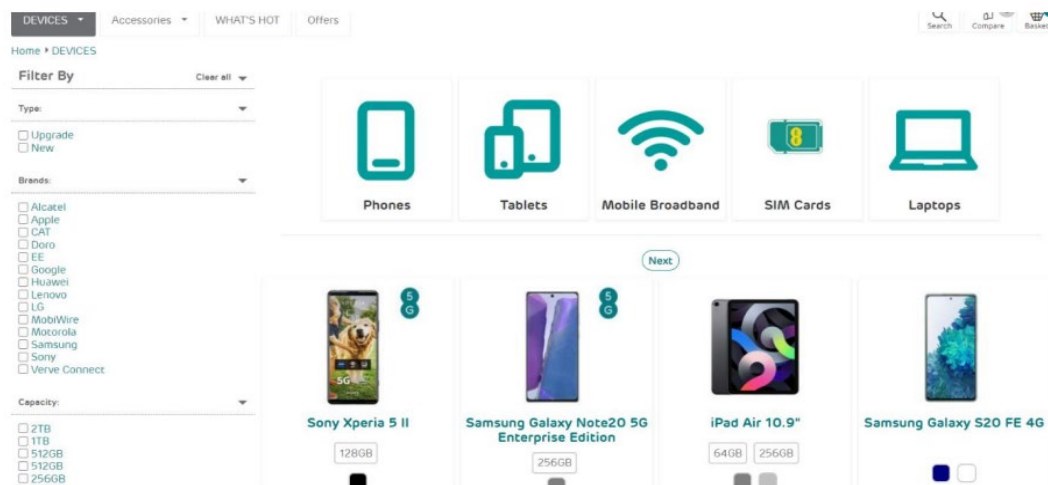 DEVICES
Accessories
WHAT'S HOT
Offers
Search
Compare
Home DEVICES
Filter By
Clear all
Type:
Upgrade
New
Brands:
Alcatel
Apple
CAT
Doro
EE
Google
Huawei
Lenovo
LG
MobiWire
Motorola
Samsung
Sony
Verve Connect
Capacity:
2TB
1TB
512GB
512GB
256GB
Phones
Tablets
Mobile Broadband
SIM Cards
Laptops
Next
5
G
5G
Sony Xperia 5 II
128GB
5
G
Samsung Galaxy Note20 5G
Enterprise Edition
256GB
iPad Air 10.9"
64GB 256GB
Samsung Galaxy S20 FE 4G